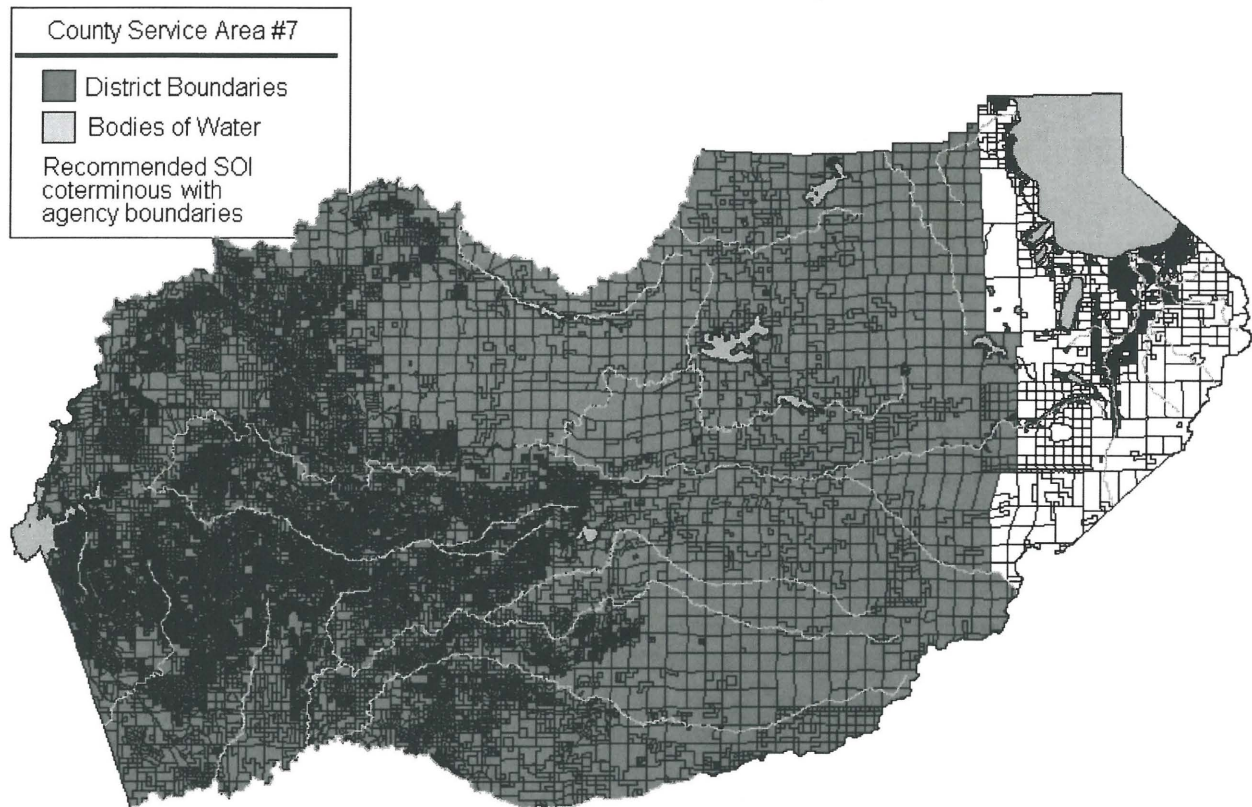 County Service Area #7
District Boundaries
Bodies of Water
Recommended SOI
coterminous with
agency boundaries